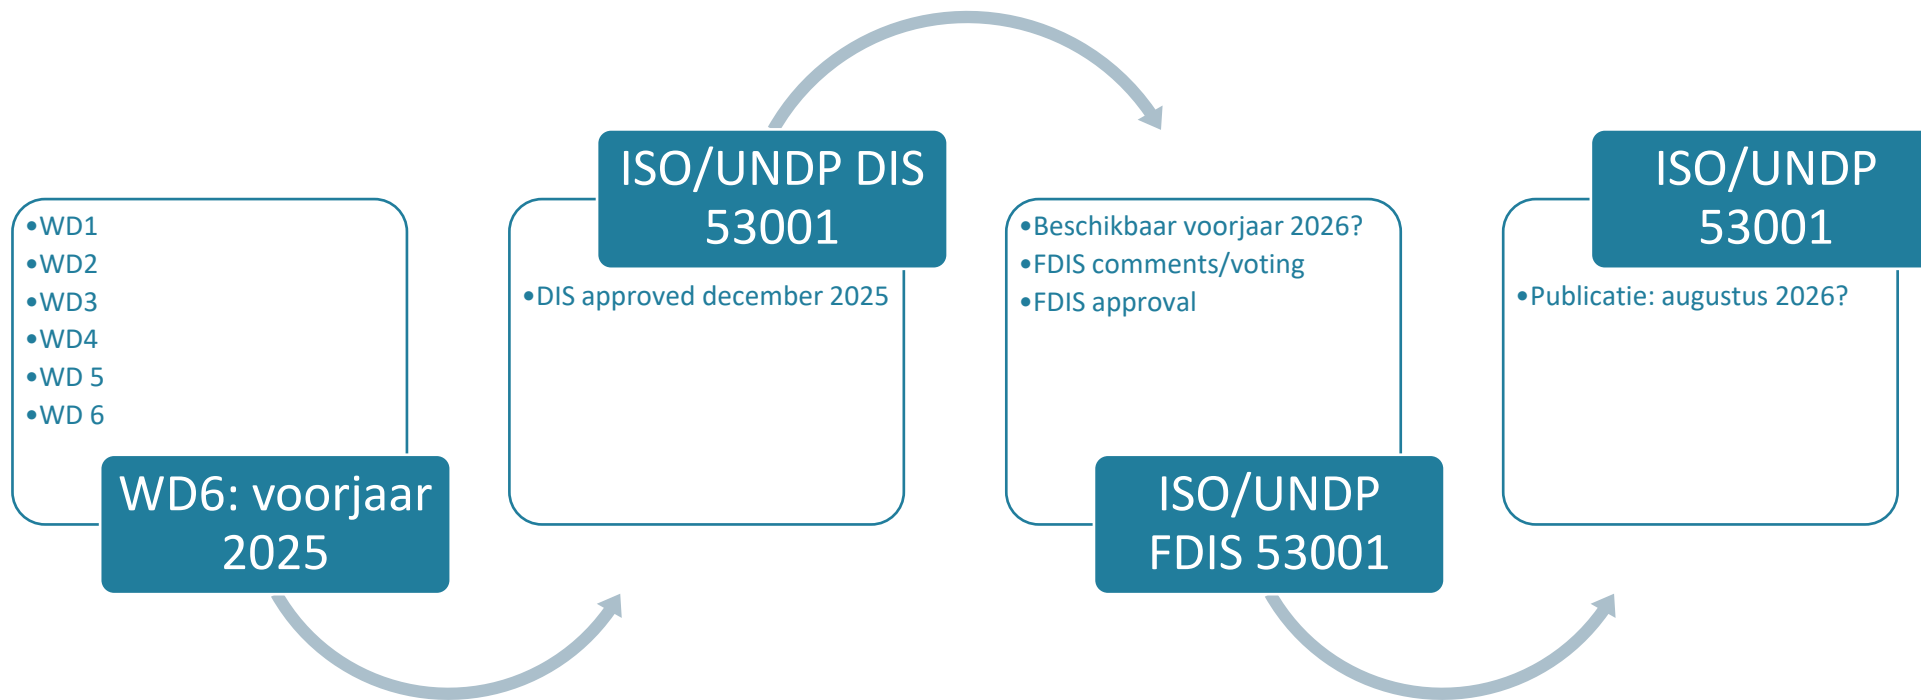 •WD1
•WD2
•WD3
•WD4
•WD 5
•WD 6
WD6: voorjaar
2025
ISO/UNDP DIS
53001
•DIS approved december 2025
•Beschikbaar voorjaar 2026?
•FDIS comments/voting
•FDIS approval
ISO/UNDP
FDIS 53001
ISO/UNDP
53001
•Publicatie: augustus 2026?